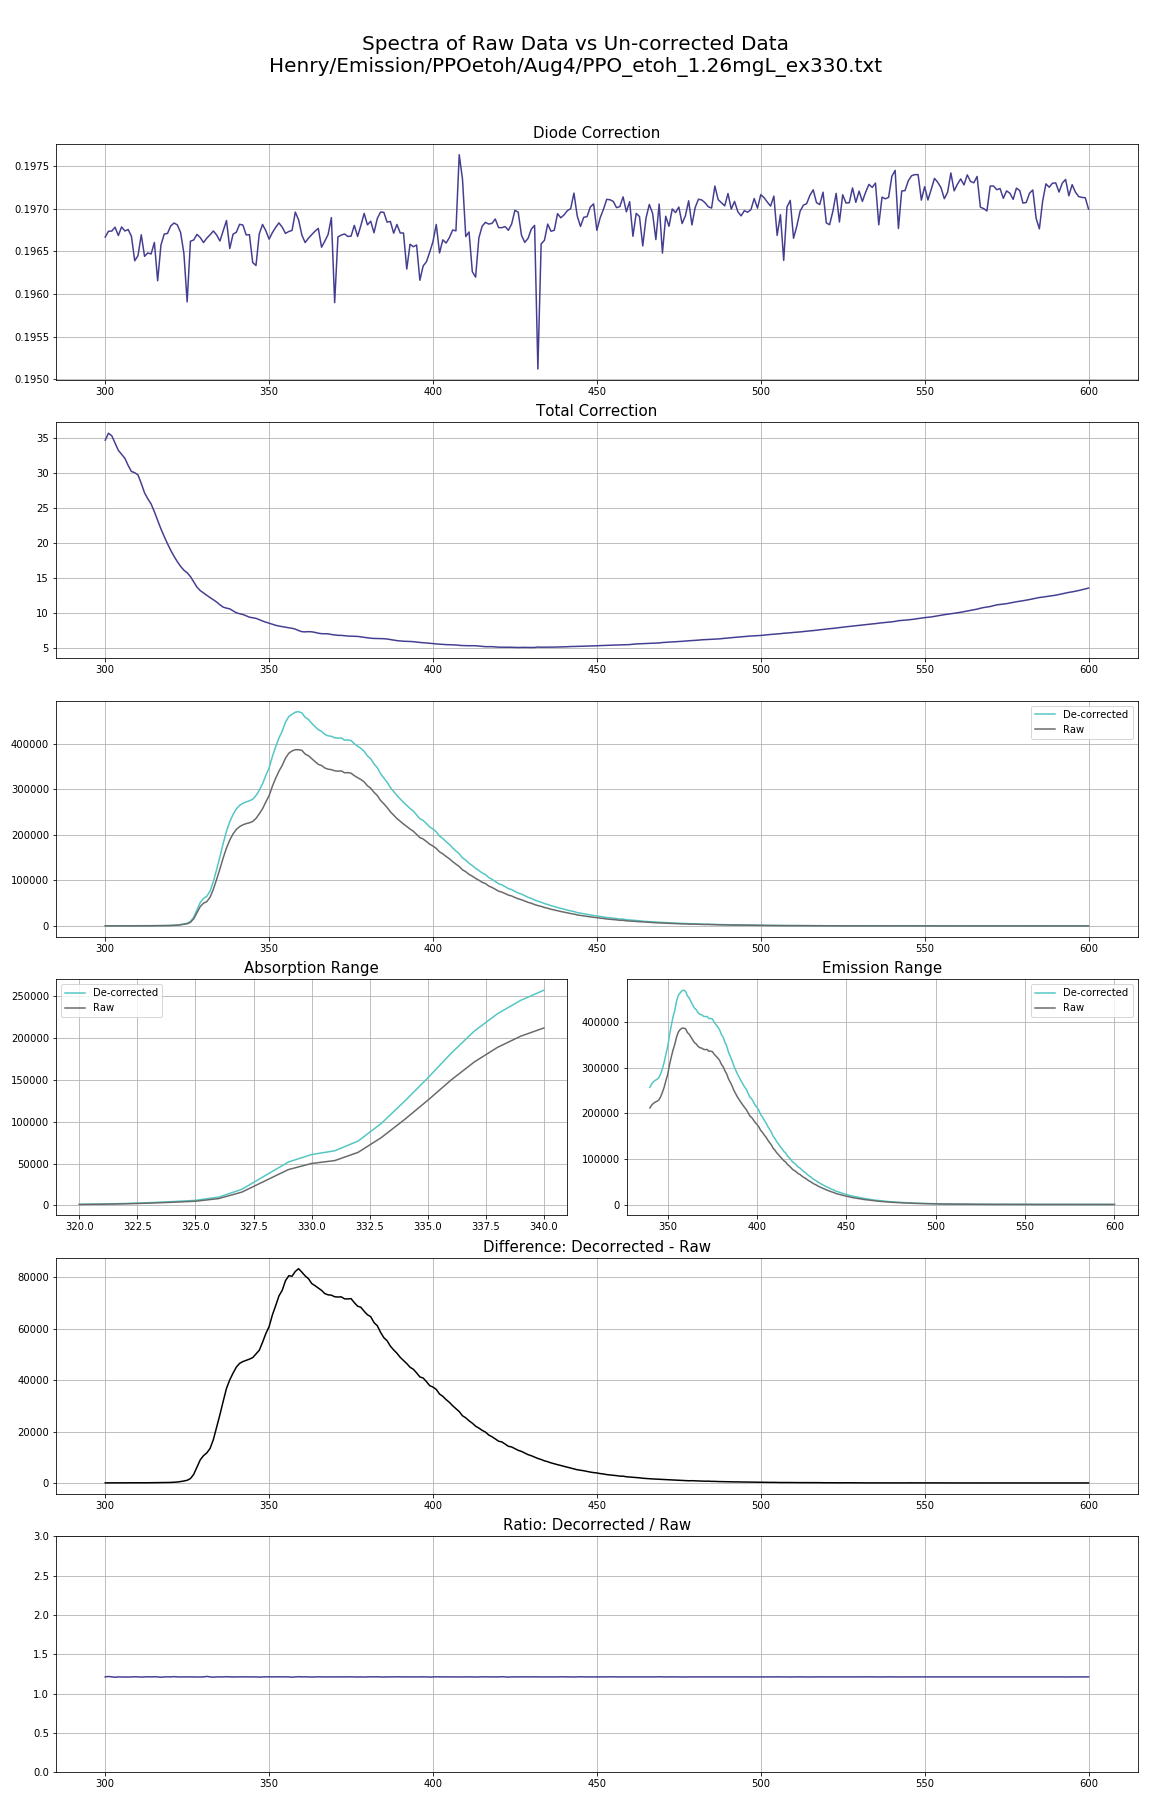 Spectra of Raw Data vs Un-corrected Data
Henry/Emission/PPOetoh/Aug4/PPO_etoh_1.26mgL_ex330.txt
Diode Correction
0.1975
0.1970
0.1965
0.1960
0.1955
0.1950
300 350 400 450 500 550 600
Total Correction
35
30
25
20
15
10
5
300 350 400 450 500 550 600
De-corrected
Raw
400000
300000
200000
100000
0
300 350 400 450 500 550 600
Absorption Range
De-corrected
Raw
250000
200000
150000
100000
50000
0
320.0 322.5 325.0 327.5 330.0 332.5 335.0 337.5 340.0
Emission Range
De-corrected
Raw
400000
300000
200000
100000
0
350 400 450 500 550 600
Difference: Decorrected - Raw
80000
60000
40000
20000
0
300 350 400 450 500 550 600
Ratio: Decorrected / Raw
3.0
2.5
2.0
1.5
1.0
0.5
0.0
300 350 400 450 500 550 600